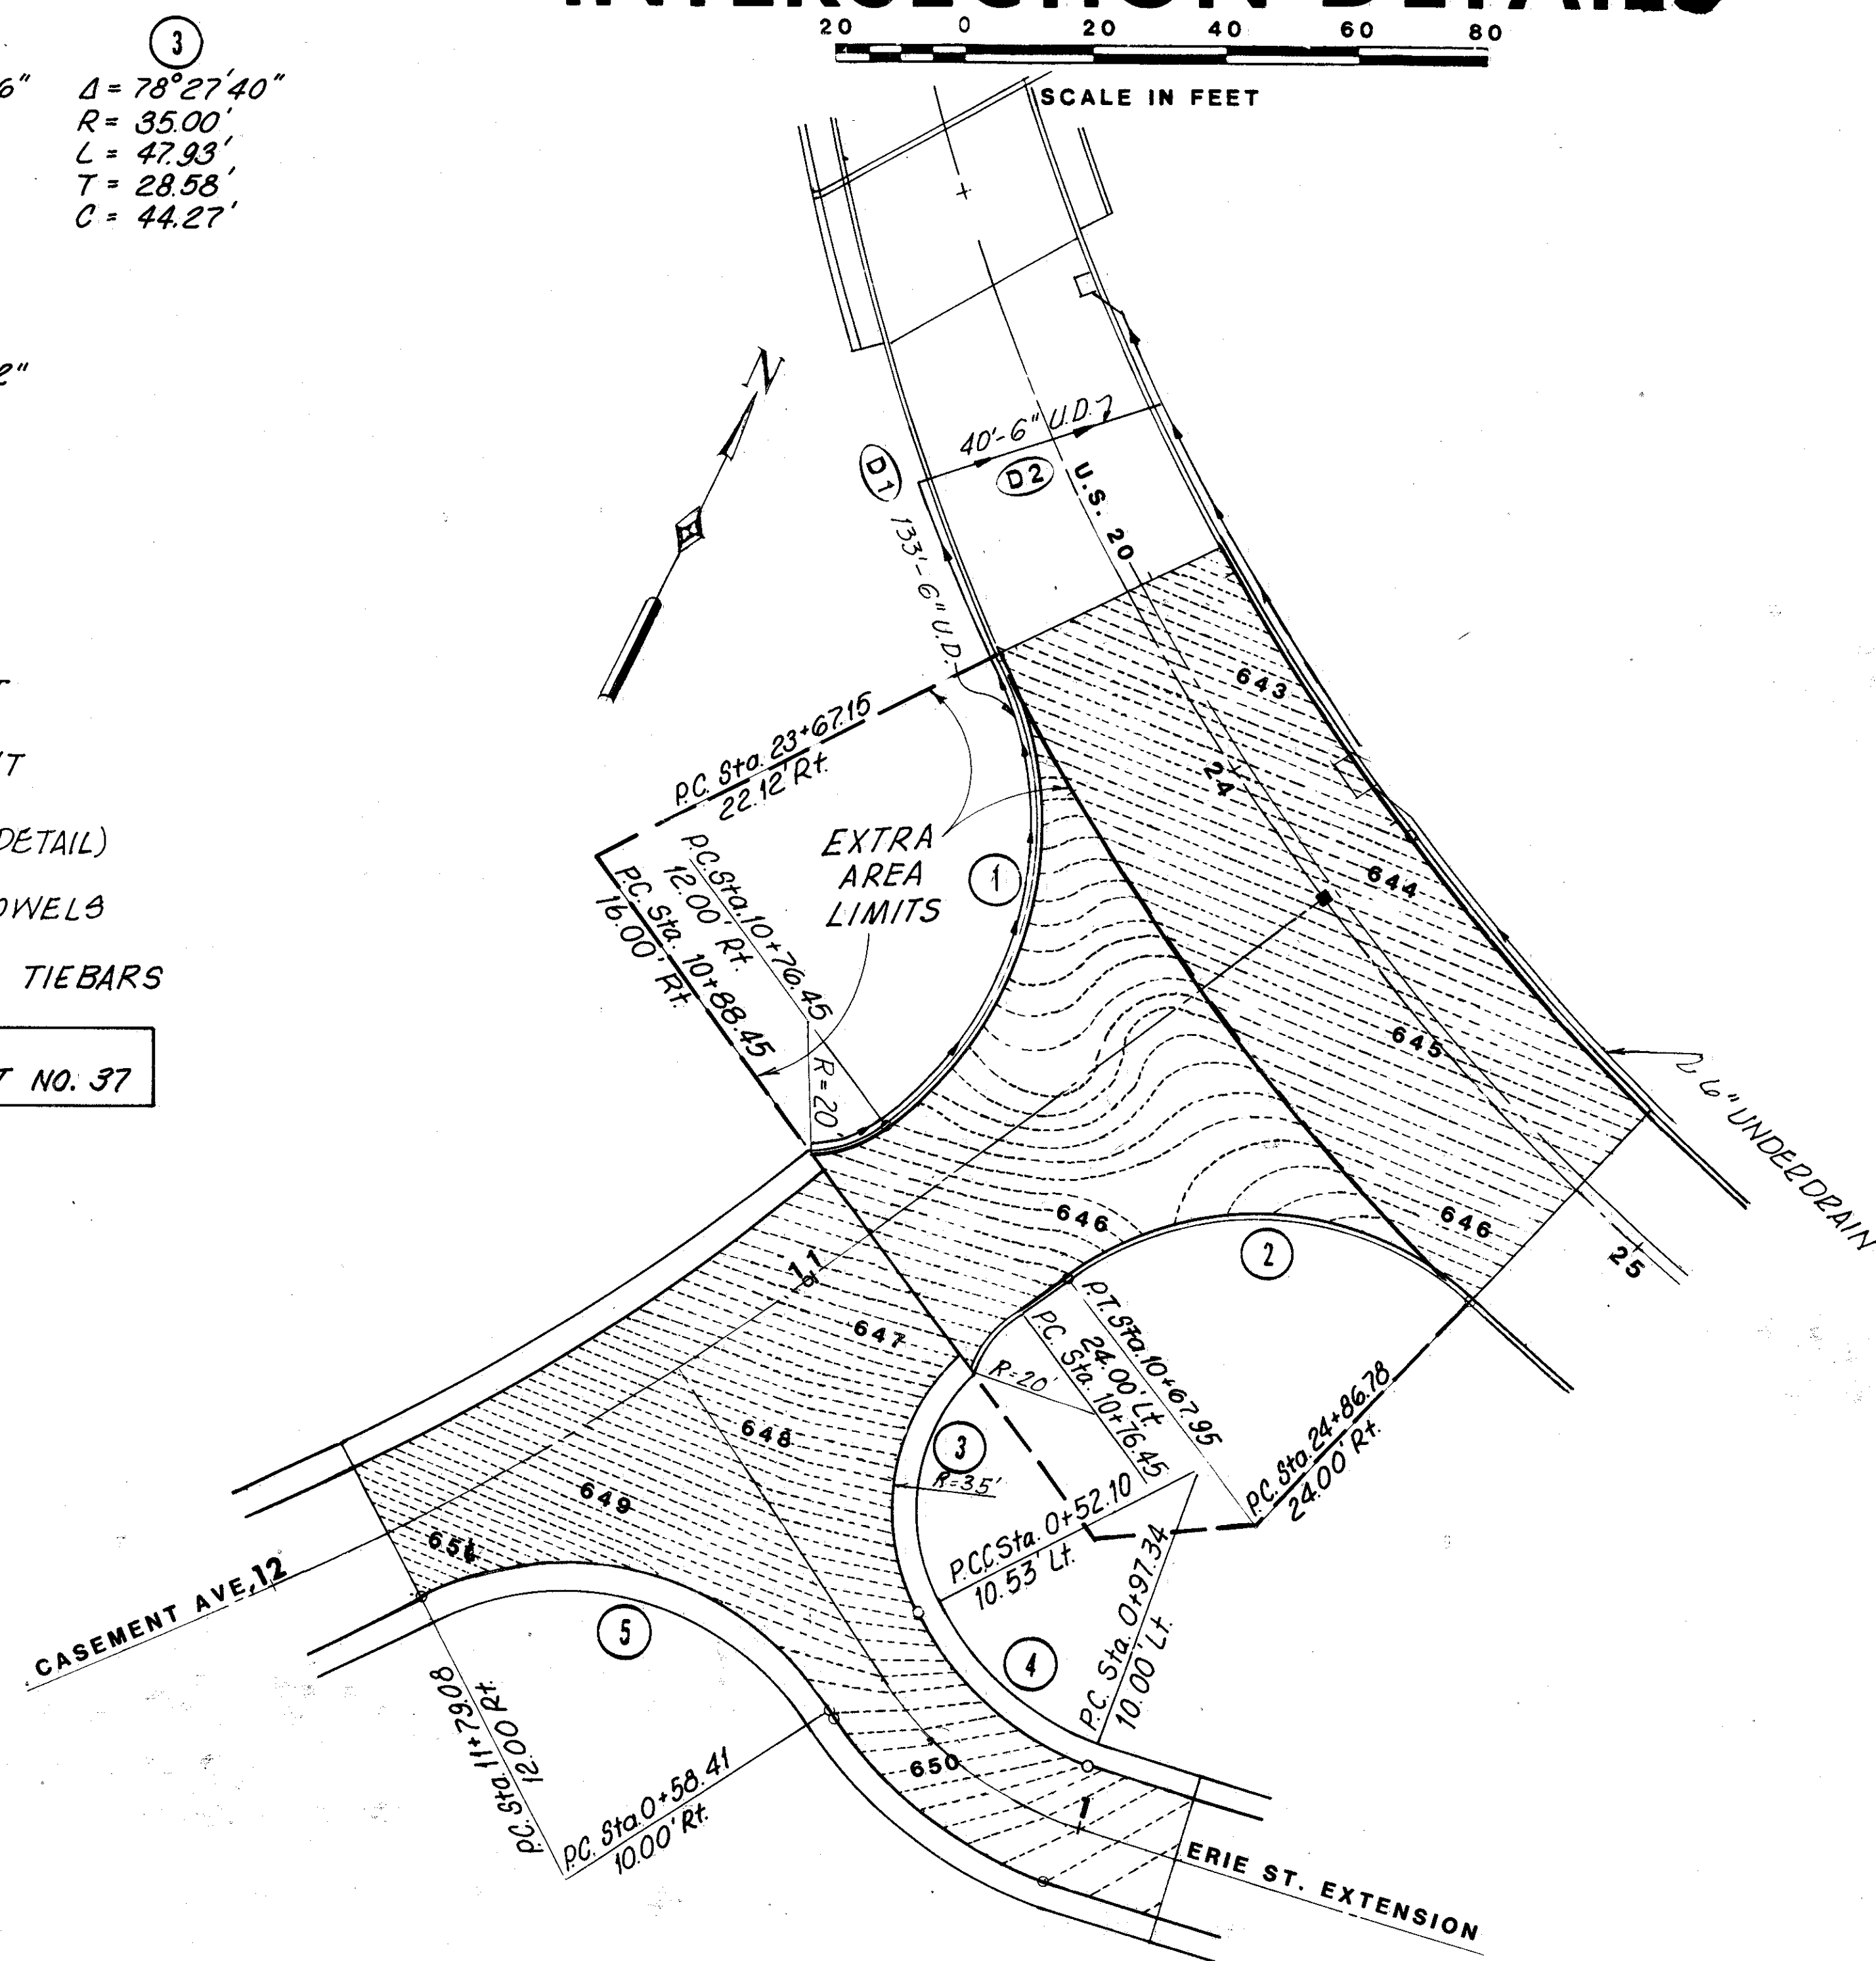 INTERSECTION DETAILS
20 0 20 40 60 80
SCALE IN FEET
3
6"
Δ = 78°27'40"
R = 35.00'
L = 47.93'
T = 28.58'
C = 44.27'
2"
T
DETAIL)
TIEBARS
NO. 37
N
40'-6" U.D.
D1
D2
133'-6" U.D.
U.S. 20
643
24
644
645
646
646
25
6" UNDERDRAIN
P.C. Sta. 23+67.15
22.12' Rt.
P.C. Sta. 10+76.45
12.00' Rt.
P.C. Sta. 10+88.45
16.00' Rt.
EXTRA
AREA
LIMITS
1
R=20'
2
11
647
P.T. Sta. 10+67.95
24.00' Lt.
P.C. Sta. 10+76.45
R=20'
P.C. Sta. 24+86.78
24.00' Rt.
648
3
R=35'
649
P.C.C. Sta. 0+52.10
10.53' Lt.
P.C. Sta. 0+97.34
10.00' Lt.
4
CASEMENT AVE. 12
5
P.C. Sta. 11+79.08
12.00 Rt.
P.C. Sta. 0+58.41
10.00' Rt.
650
1
ERIE ST. EXTENSION